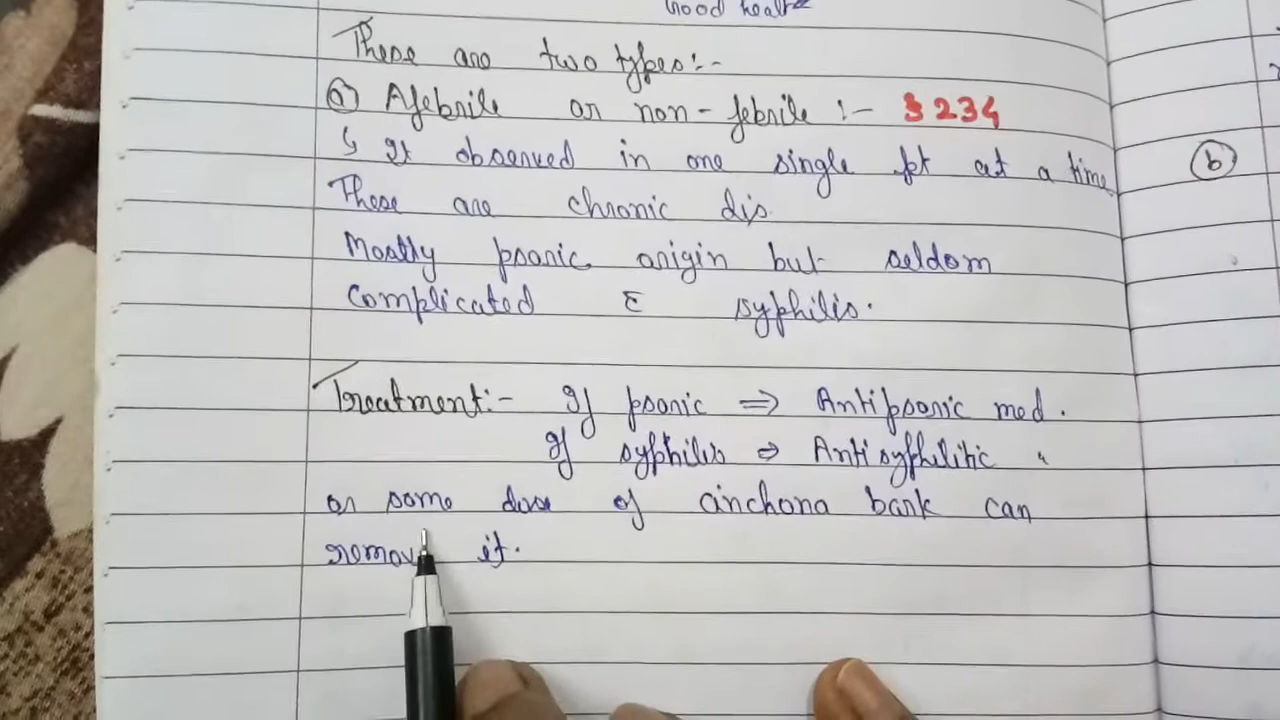 Good health
These are two types:-
(a) Afebrile or non-febrile :- § 234
↳ It observed in one single pt at a time
These are chronic dis.
Mostly psoric origin but seldom
complicated c̄ syphilis.
Treatment:- If psoric ⇒ Antipsoric med.
If syphilis ⇒ Antisyphilitic "
or some dose of cinchona bark can
remove it.
(b)